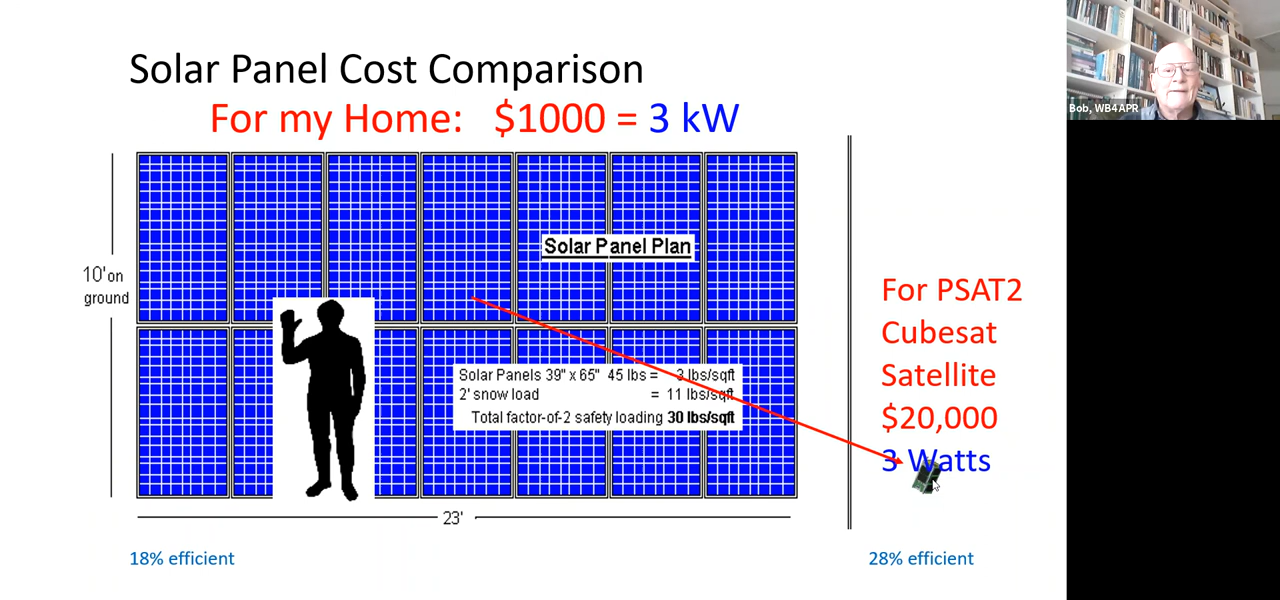 Solar Panel Cost Comparison
For my Home: $1000 = 3 kW
Bob, WB4APR
Solar Panel Plan
10' on
ground
Solar Panels 39" x 65" 45 lbs = 3 lbs/sqft
2' snow load = 11 lbs/sqft
Total factor-of-2 safety loading 30 lbs/sqft
23'
18% efficient
For PSAT2
Cubesat
Satellite
$20,000
3 Watts
28% efficient